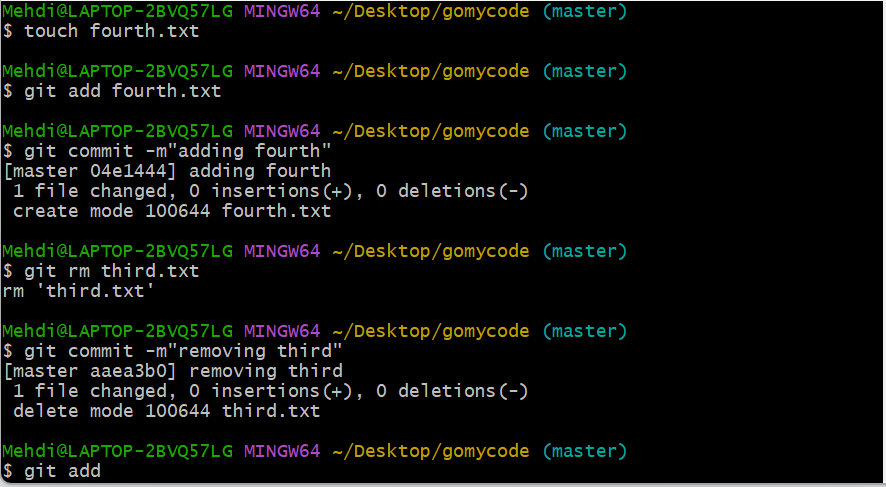 Mehdi@LAPTOP-2BVQ57LG MINGW64 ~/Desktop/gomycode (master)
$ touch fourth.txt
Mehdi@LAPTOP-2BVQ57LG MINGW64 ~/Desktop/gomycode (master)
$ git add fourth.txt
Mehdi@LAPTOP-2BVQ57LG MINGW64 ~/Desktop/gomycode (master)
$ git commit -m"adding fourth"
[master 04e1444] adding fourth
 1 file changed, 0 insertions(+), 0 deletions(-)
 create mode 100644 fourth.txt
Mehdi@LAPTOP-2BVQ57LG MINGW64 ~/Desktop/gomycode (master)
$ git rm third.txt
rm 'third.txt'
Mehdi@LAPTOP-2BVQ57LG MINGW64 ~/Desktop/gomycode (master)
$ git commit -m"removing third"
[master aaea3b0] removing third
 1 file changed, 0 insertions(+), 0 deletions(-)
 delete mode 100644 third.txt
Mehdi@LAPTOP-2BVQ57LG MINGW64 ~/Desktop/gomycode (master)
$ git add